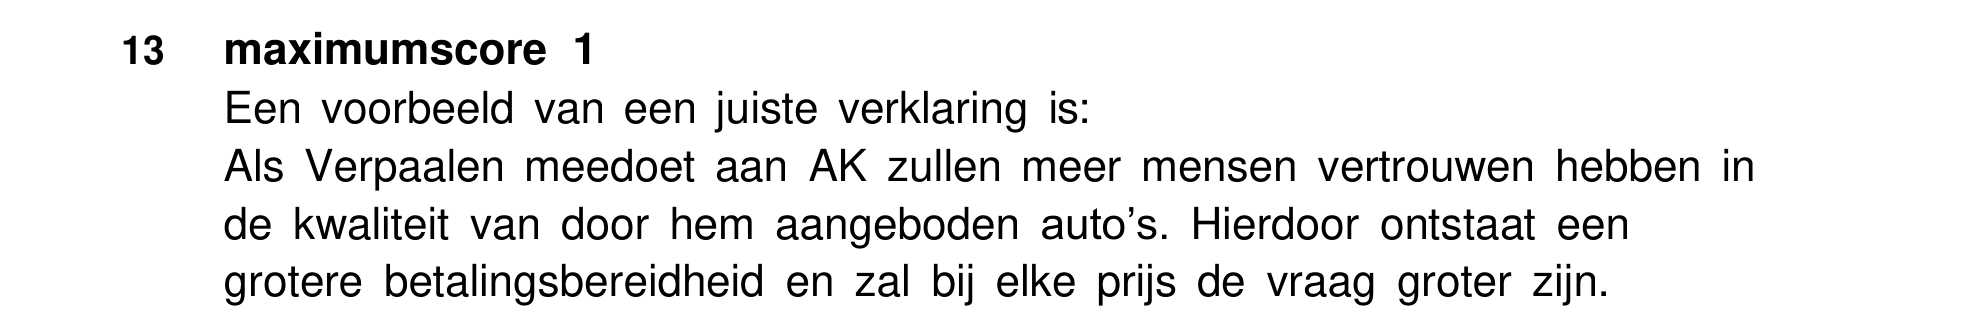 13 maximumscore 1
Een voorbeeld van een juiste verklaring is:
Als Verpaalen meedoet aan AK zullen meer mensen vertrouwen hebben in
de kwaliteit van door hem aangeboden auto’s. Hierdoor ontstaat een
grotere betalingsbereidheid en zal bij elke prijs de vraag groter zijn.